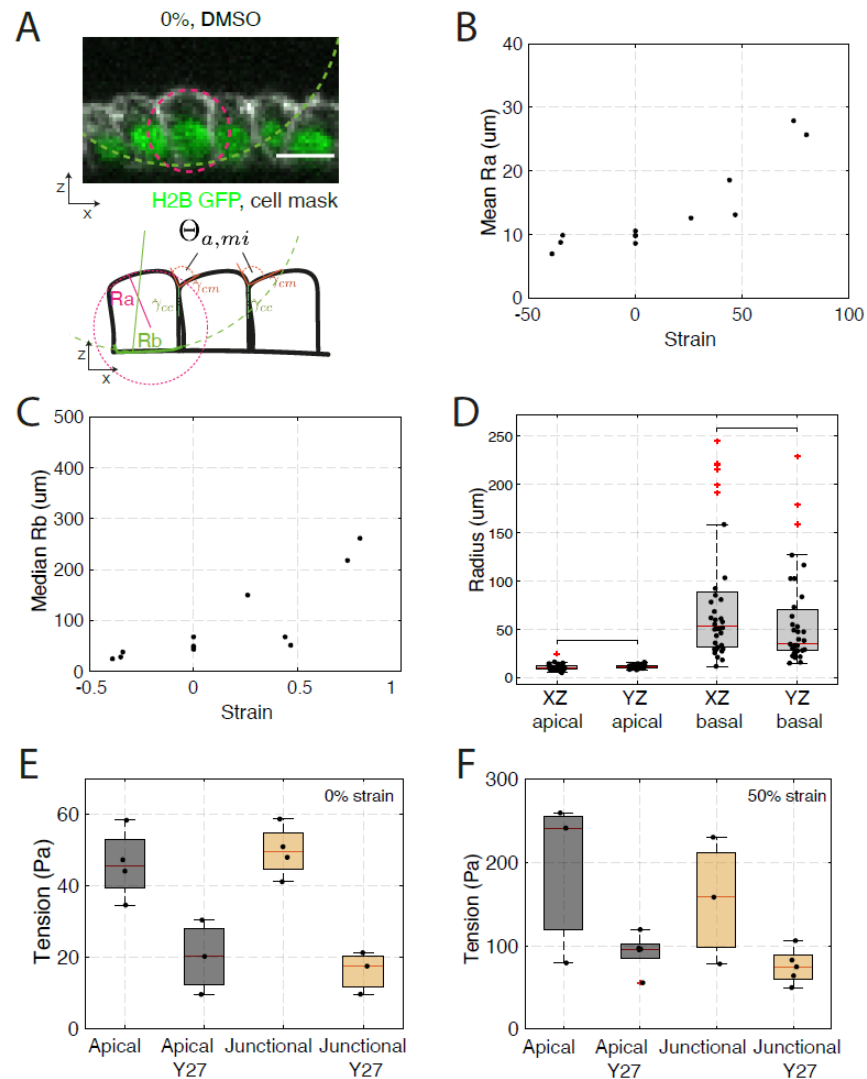 A
0%, DMSO
z
x
H2B GFP, cell mask
Θa,mi
Ra
γcm
γcm
γcc
γcc
Rb
z
x
B
Mean Ra (um)
40
30
20
10
0
-50 0 50 100
Strain
C
Median Rb (um)
500
400
300
200
100
0
-0.5 0 0.5 1
Strain
D
Radius (um)
250
200
150
100
50
0
XZ YZ XZ YZ
apical apical basal basal
E
0% strain
Tension (Pa)
60
40
20
0
Apical Apical Junctional Junctional
Y27 Y27
F
50% strain
Tension (Pa)
300
200
100
0
Apical Apical Junctional Junctional
Y27 Y27